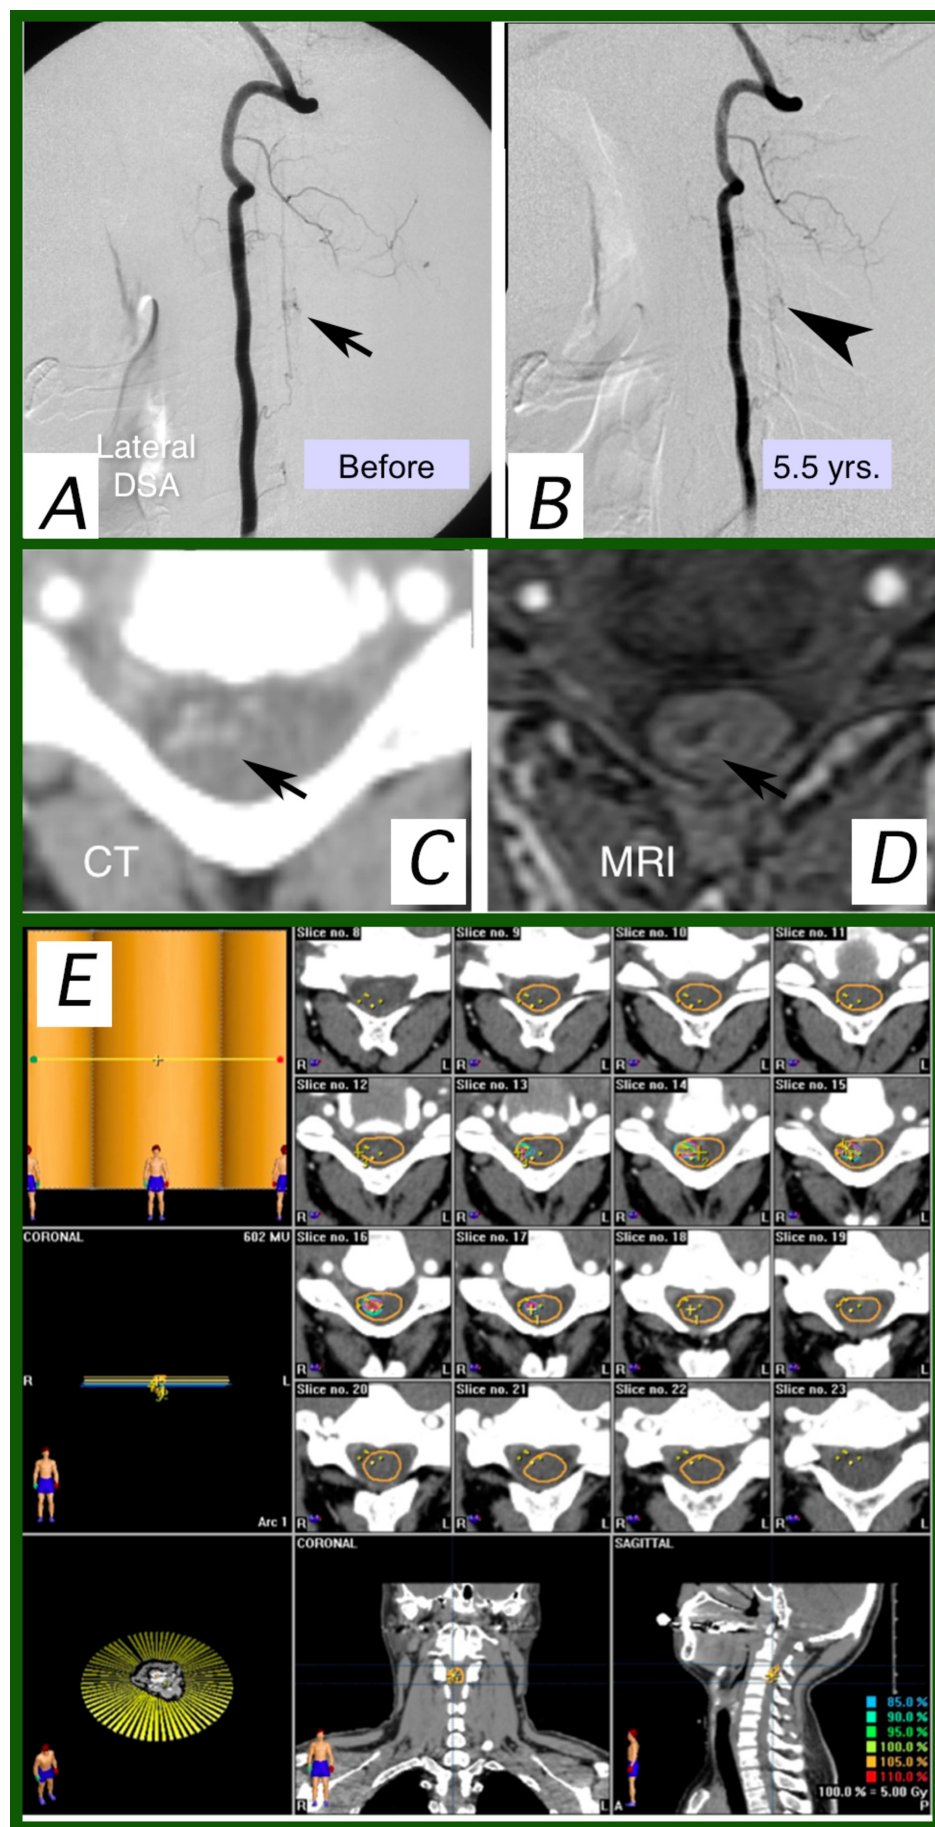 Lateral
DSA
A
Before
B
5.5 yrs.
CT
C
MRI
D
E
Slice no. 8
Slice no. 9
Slice no. 10
Slice no. 11
R L
R L
R L
R L
Slice no. 12
Slice no. 13
Slice no. 14
Slice no. 15
R L
R L
R L
R L
CORONAL 602 MU
Slice no. 16
Slice no. 17
Slice no. 18
Slice no. 19
R L
R L
R L
R L
R L
Slice no. 20
Slice no. 21
Slice no. 22
Slice no. 23
Arc 1
R L
R L
R L
R L
CORONAL
SAGITTAL
85.0 %
90.0 %
95.0 %
100.0 %
105.0 %
110.0 %
100.0 % = 5.00 Gy
R L
A P